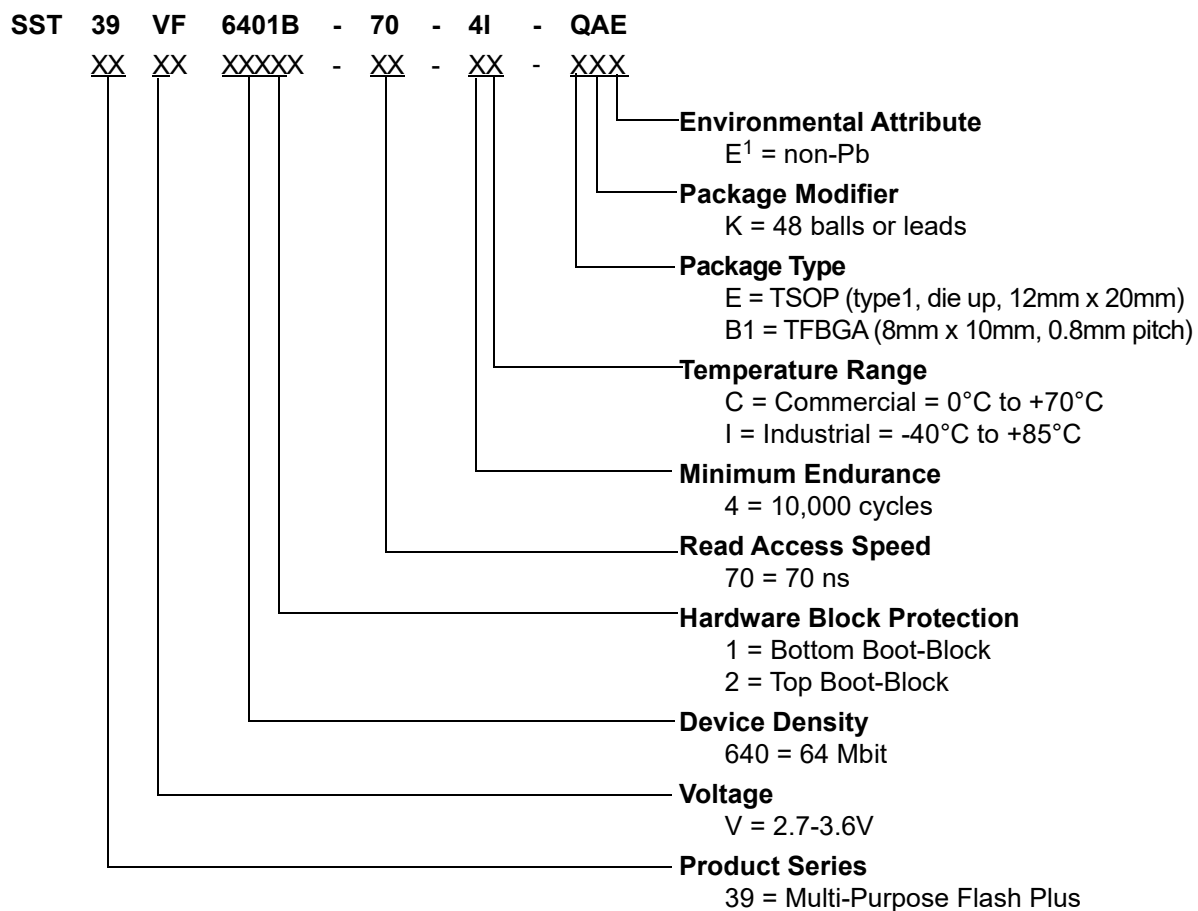 SST 39 VF 6401B - 70 - 4I - QAE
XX XX XXXXX - XX - XX - XXX
Environmental Attribute
E1 = non-Pb
Package Modifier
K = 48 balls or leads
Package Type
E = TSOP (type1, die up, 12mm x 20mm)
B1 = TFBGA (8mm x 10mm, 0.8mm pitch)
Temperature Range
C = Commercial = 0°C to +70°C
I = Industrial = -40°C to +85°C
Minimum Endurance
4 = 10,000 cycles
Read Access Speed
70 = 70 ns
Hardware Block Protection
1 = Bottom Boot-Block
2 = Top Boot-Block
Device Density
640 = 64 Mbit
Voltage
V = 2.7-3.6V
Product Series
39 = Multi-Purpose Flash Plus